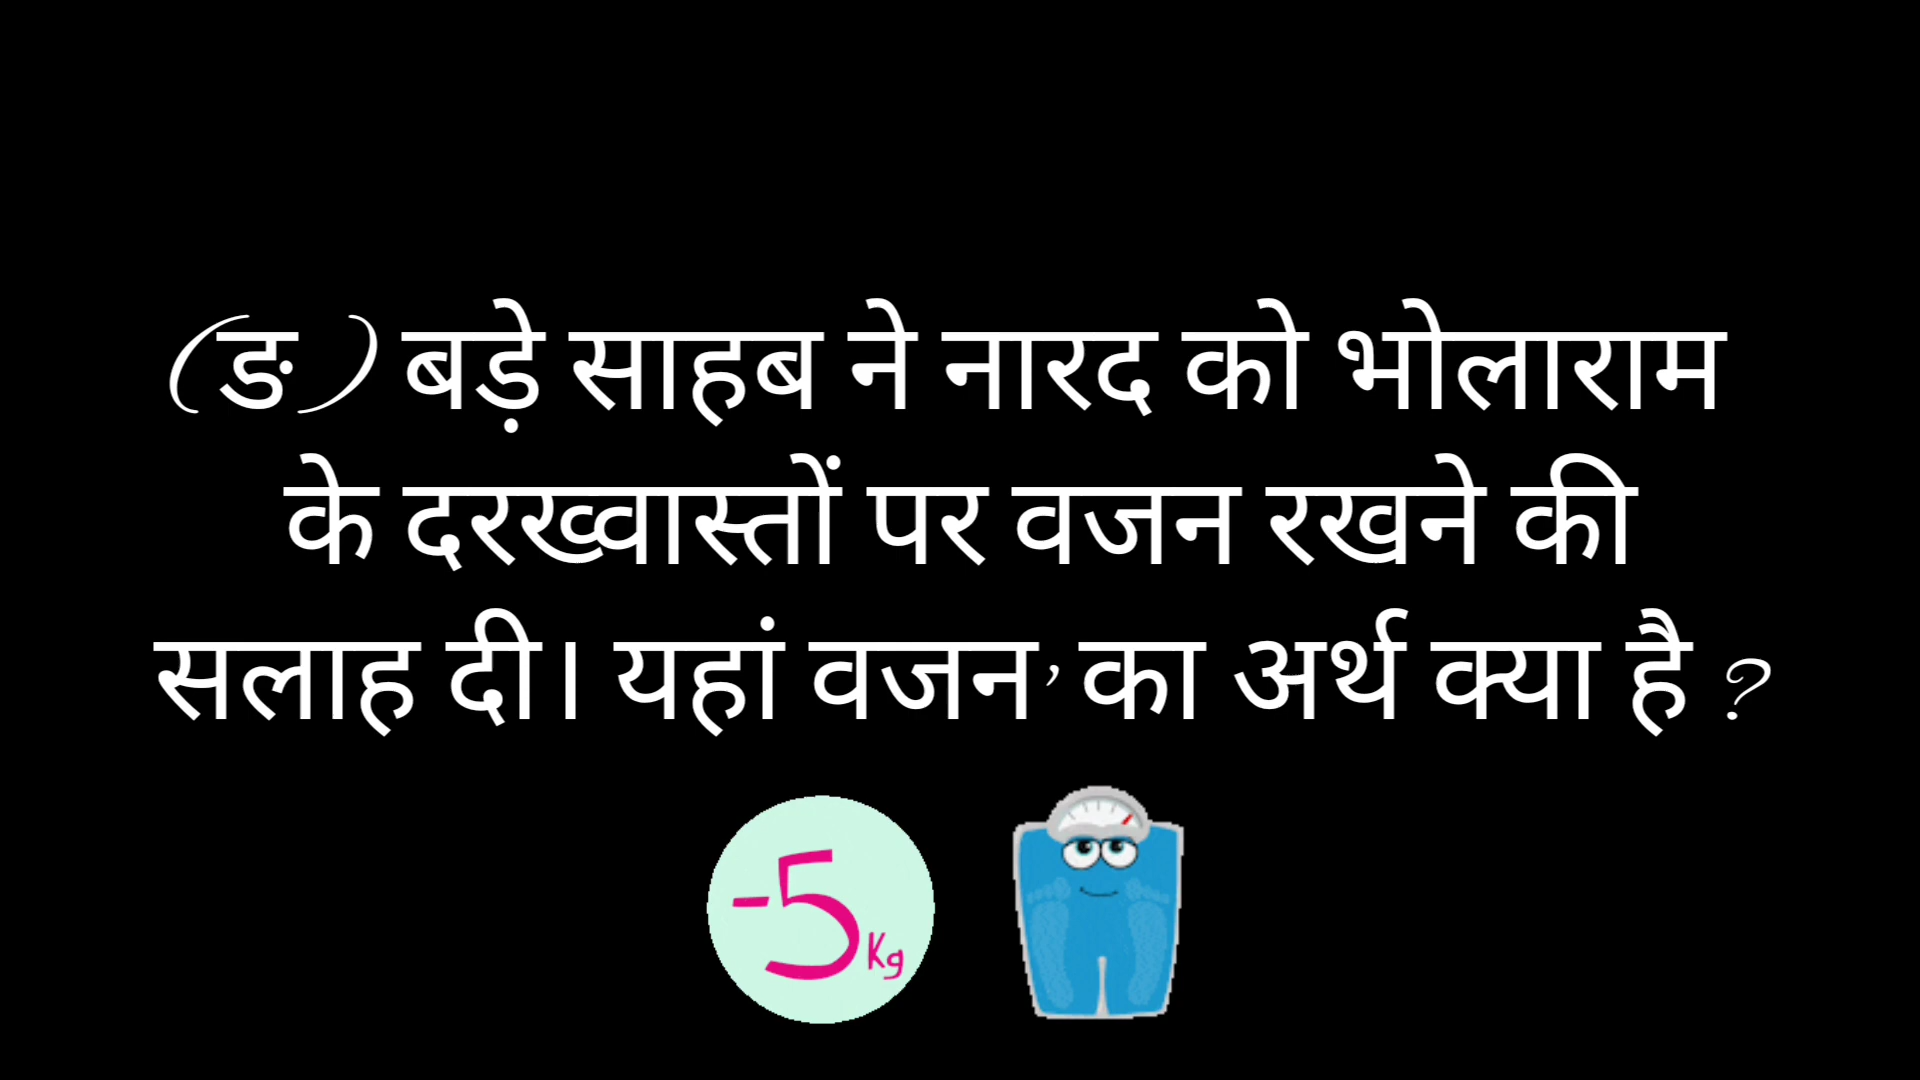 (ङ) बड़े साहब ने नारद को भोलाराम
के दरख्वास्तों पर वजन रखने की
सलाह दी। यहां वजन' का अर्थ क्या है ?
-5 Kg